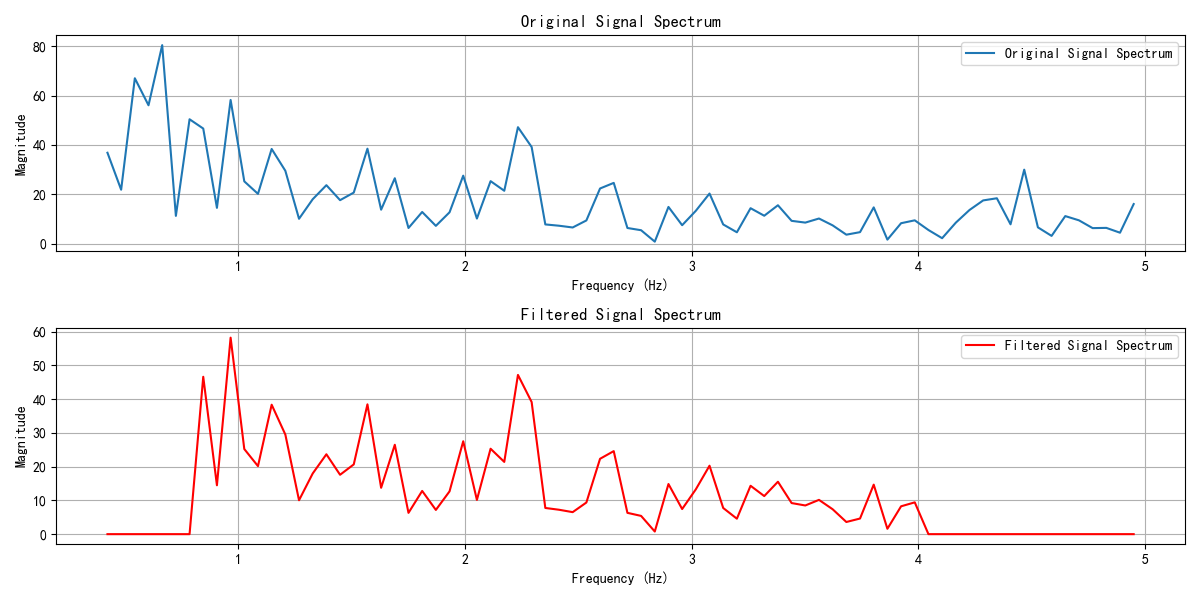 Original Signal Spectrum
80
60
40
20
0
Magnitude
Original Signal Spectrum
1 2 3 4 5
Frequency (Hz)
Filtered Signal Spectrum
60
50
40
30
20
10
0
Magnitude
Filtered Signal Spectrum
1 2 3 4 5
Frequency (Hz)